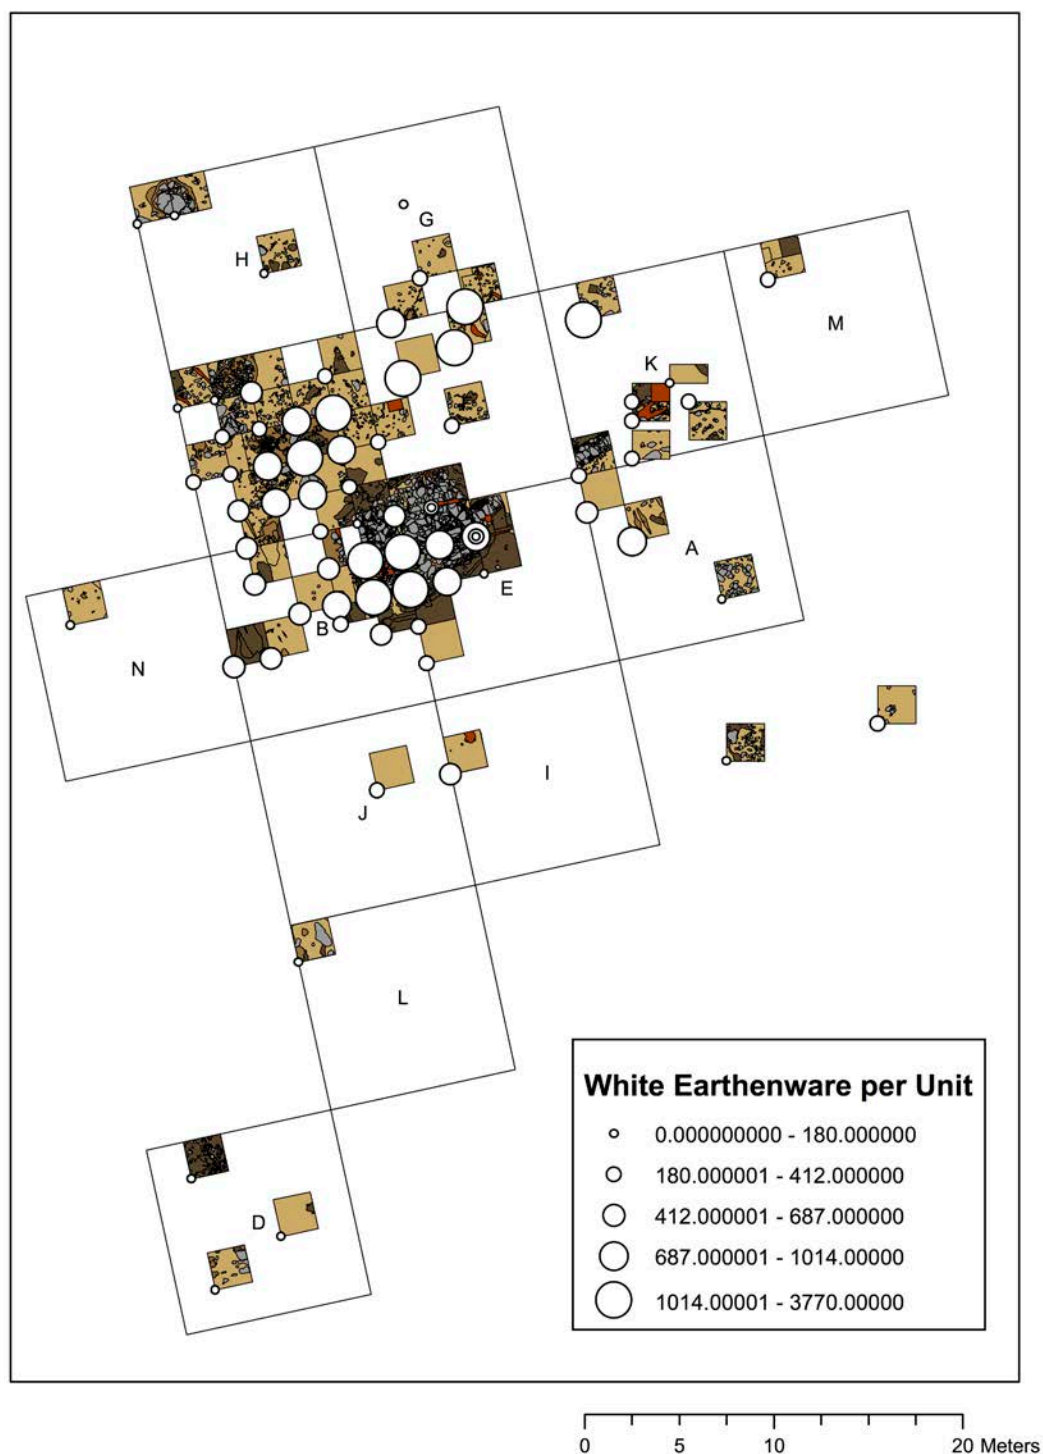 G
H
M
K
A
E
B
N
I
J
L
D
White Earthenware per Unit
0.000000000 - 180.000000
180.000001 - 412.000000
412.000001 - 687.000000
687.000001 - 1014.00000
1014.00001 - 3770.00000
0 5 10 20 Meters